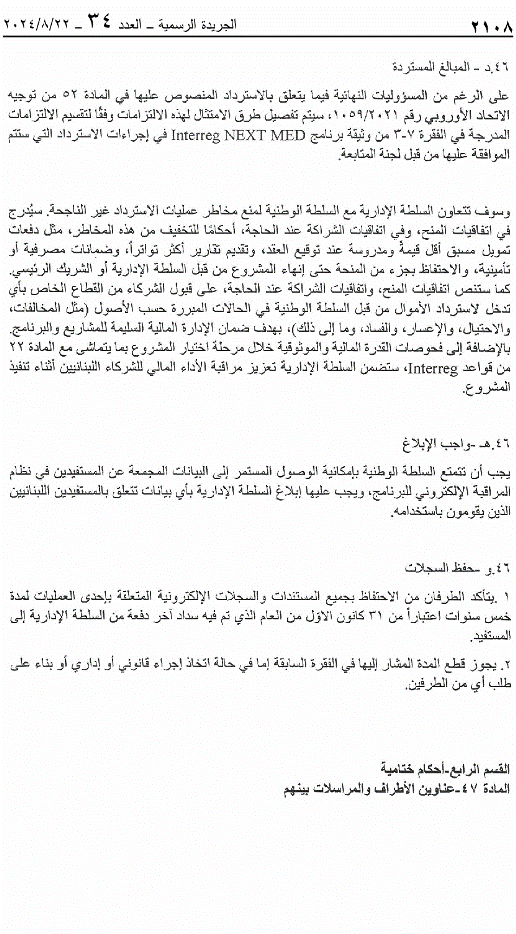 ٢١٠٨
الجريدة الرسمية ــ العدد ٣٤ ــ ٢٠٢٤/٨/٢٢
٤٦.د - المبالغ المستردة
على الرغم من المسؤوليات النهائية فيما يتعلق بالاسترداد المنصوص عليها في المادة ٥٢ من توجيه
الاتحاد الأوروبي رقم ١٠٥٩/٢٠٢١، سيتم تفصيل طرق الامتثال لهذه الالتزامات وفقًا لتقسيم الالتزامات
المدرجة في الفقرة ٧-٣ من وثيقة برنامج Interreg NEXT MED في إجراءات الاسترداد التي ستتم
الموافقة عليها من قبل لجنة المتابعة.
وسوف تتعاون السلطة الإدارية مع السلطة الوطنية لمنع مخاطر عمليات الاسترداد غير الناجحة. سيُدرج
في اتفاقيات المنح، وفي اتفاقيات الشراكة عند الحاجة، أحكامًا للتخفيف من هذه المخاطر، مثل دفعات
تمويل مسبق أقل قيمةً ومدروسة عند توقيع العقد، وتقديم تقارير أكثر تواتراً، وضمانات مصرفية أو
تأمينية، والاحتفاظ بجزء من المنحة حتى إنهاء المشروع من قبل السلطة الإدارية أو الشريك الرئيسي.
كما ستنص اتفاقيات المنح، واتفاقيات الشراكة عند الحاجة، على قبول الشركاء من القطاع الخاص بأي
تدخل لاسترداد الأموال من قبل السلطة الوطنية في الحالات المبررة حسب الأصول (مثل المخالفات،
والاحتيال، والإعسار، والفساد، وما إلى ذلك)، بهدف ضمان الإدارة المالية السليمة للمشاريع والبرنامج.
بالإضافة إلى فحوصات القدرة المالية والموثوقية خلال مرحلة اختيار المشروع بما يتماشى مع المادة ٢٢
من قواعد Interreg، ستضمن السلطة الإدارية تعزيز مراقبة الأداء المالي للشركاء اللبنانيين أثناء تنفيذ
المشروع.
٤٦.هـ -واجب الإبلاغ
يجب أن تتمتع السلطة الوطنية بإمكانية الوصول المستمر إلى البيانات المجمعة عن المستفيدين في نظام
المراقبة الإلكتروني للبرنامج، ويجب عليها إبلاغ السلطة الإدارية بأي بيانات تتعلق بالمستفيدين اللبنانيين
الذين يقومون باستخدامه.
٤٦.و -حفظ السجلات
١ .يتأكد الطرفان من الاحتفاظ بجميع المستندات والسجلات الإلكترونية المتعلقة بإحدى العمليات لمدة
خمس سنوات اعتباراً من ٣١ كانون الاوّل من العام الذي تم فيه سداد آخر دفعة من السلطة الإدارية إلى
المستفيد.
٢. يجوز قطع المدة المشار إليها في الفقرة السابقة إما في حالة اتخاذ إجراء قانوني أو إداري أو بناء على
طلب أي من الطرفين.
القسم الرابع-أحكام ختامية
المادة ٤٧-عناوين الأطراف والمراسلات بينهم